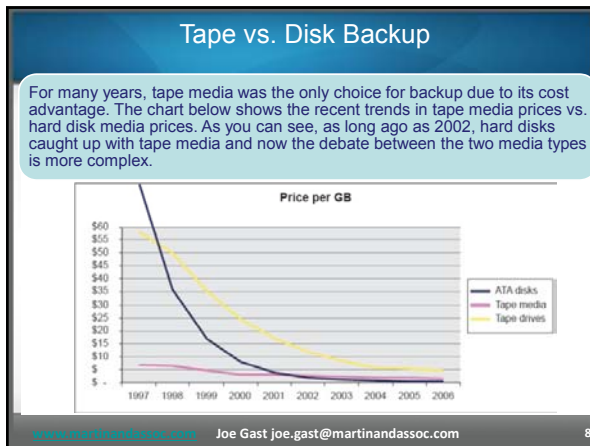 Tape vs. Disk Backup
For many years, tape media was the only choice for backup due to its cost
advantage. The chart below shows the recent trends in tape media prices vs.
hard disk media prices. As you can see, as long ago as 2002, hard disks
caught up with tape media and now the debate between the two media types
is more complex.
Price per GB
$60
$55
$50
$45
$40
$35
$30
$25
$20
$15
$10
$5
$
$ -
ATA disks
Tape media
Tape drives
1997 1998 1999 2000 2001 2002 2003 2004 2005 2006
www.martinandassoc.com Joe Gast joe.gast@martinandassoc.com 8